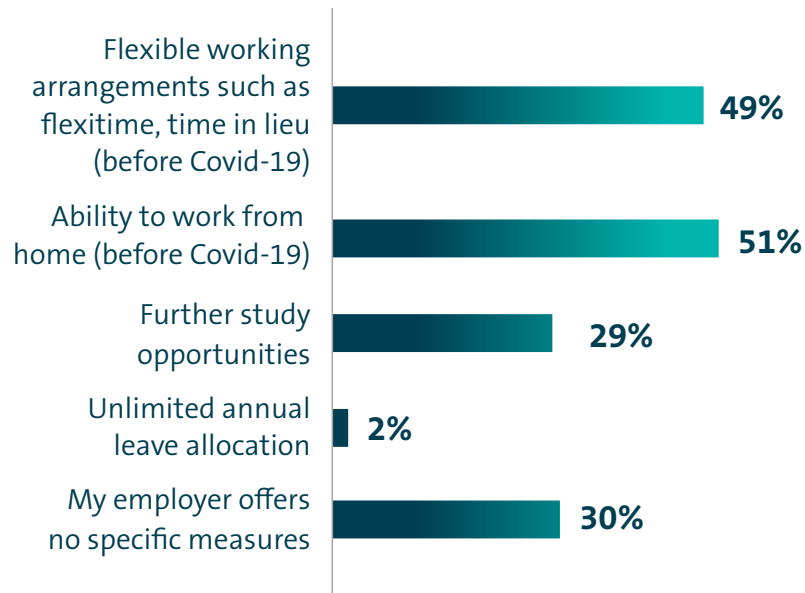 Flexible working
arrangements such as
flexitime, time in lieu
(before Covid-19)
49%
Ability to work from
home (before Covid-19)
51%
Further study
opportunities
29%
Unlimited annual
leave allocation
2%
My employer offers
no specific measures
30%